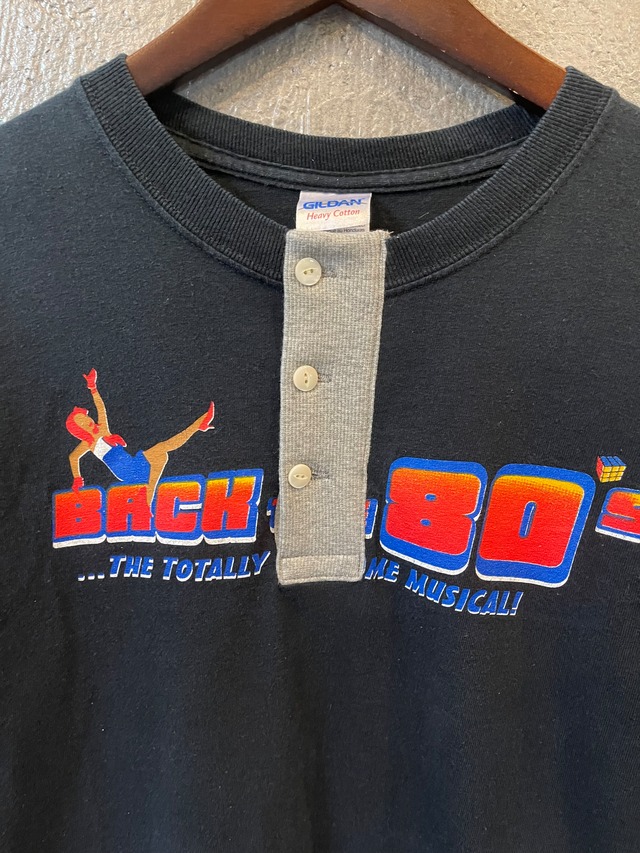 GILDAN
Heavy Cotton
BACK 80's
...THE TOTALLY ME MUSICAL!